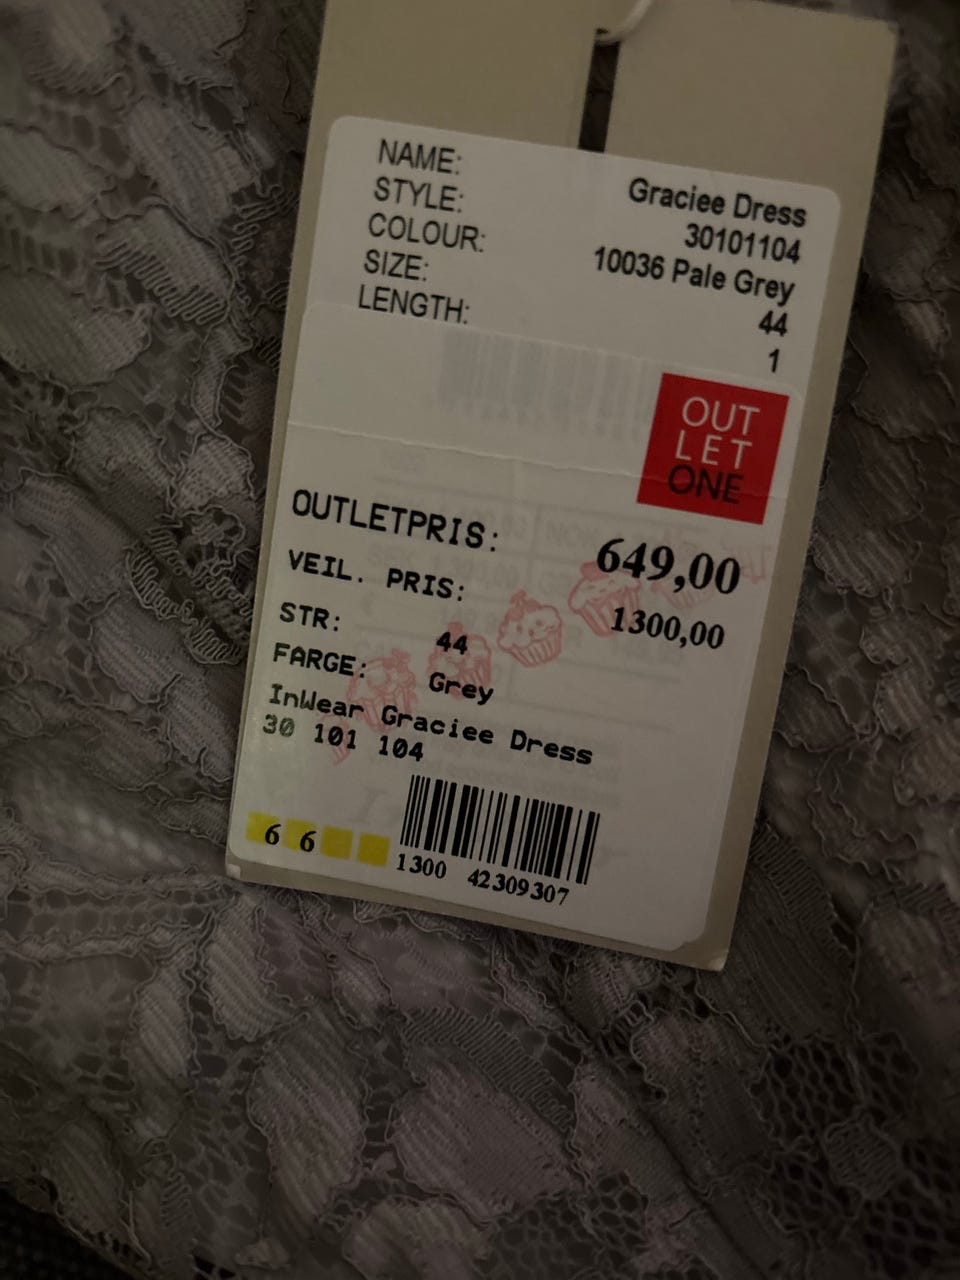 NAME: Graciee Dress
STYLE: 30101104
COLOUR: 10036 Pale Grey
SIZE: 44
LENGTH: 1
OUT
LET
ONE
OUTLETPRIS: 649,00
VEIL. PRIS: 1300,00
STR: 44
FARGE: Grey
InWear Graciee Dress
30 101 104
6 6
1300 42309307